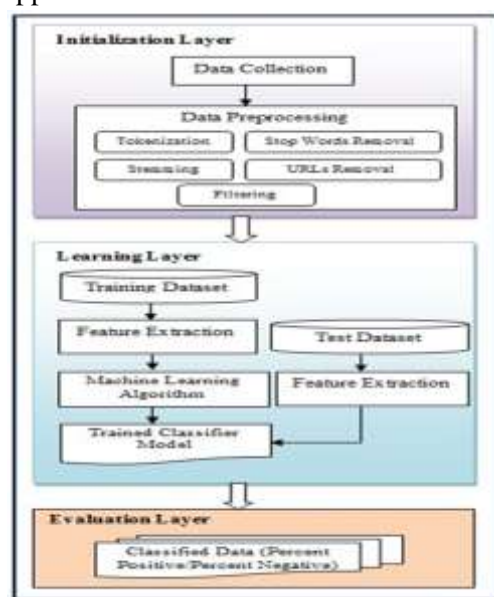 Initialization Layer
Data Collection
Data Preprocessing
Tokenization
Stop Words Removal
Stemming
URLs Removal
Filtering
Learning Layer
Training Dataset
Feature Extraction
Test Dataset
Machine Learning
Algorithm
Feature Extraction
Trained Classifier
Model
Evaluation Layer
Classified Data (Percent
Positive/Percent Negative)